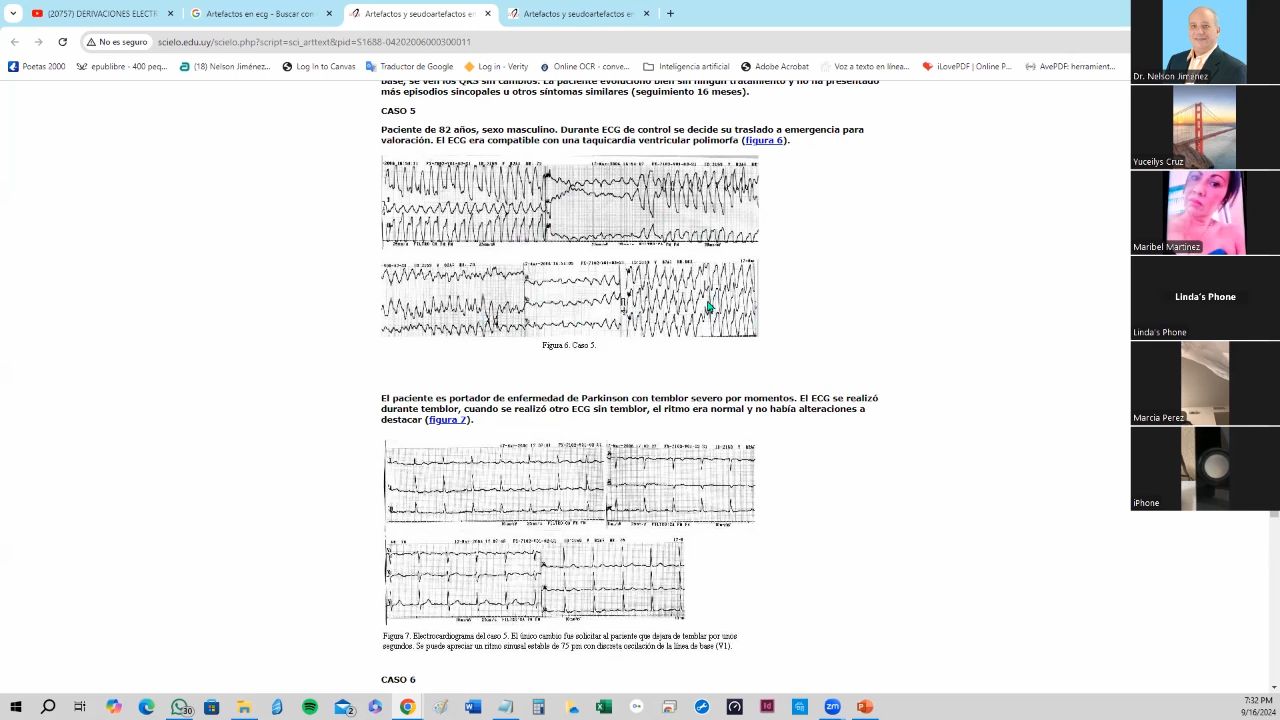 (20757) DERIVACIONES ELECTR
Artefactos en ecg - Buscar con
Artefactos y seudoartefactos en
Artefactos y seudoartefactos en
No es seguro
scielo.edu.uy/scielo.php?script=sci_arttext&pid=S1688-04202006000300011
Poetas 2000
epublibre - 400 peq...
(18) Nelson Jiménez...
Log In to Canvas
Traductor de Google
Log in - Verity
Online OCR - conve...
Inteligencia artificial
Adobe Acrobat
Voz a texto en línea...
iLovePDF | Online P...
AvePDF: herramient...
base, se ven los QRS sin cambios. La paciente evolucionó bien sin ningún tratamiento y no ha presentado
más episodios sincopales u otros síntomas similares (seguimiento 16 meses).
CASO 5
Paciente de 82 años, sexo masculino. Durante ECG de control se decide su traslado a emergencia para
valoración. El ECG era compatible con una taquicardia ventricular polimorfa (figura 6).
Figura 6. Caso 5.
El paciente es portador de enfermedad de Parkinson con temblor severo por momentos. El ECG se realizó
durante temblor, cuando se realizó otro ECG sin temblor, el ritmo era normal y no había alteraciones a
destacar (figura 7).
Figura 7. Electrocardiograma del caso 5. El único cambio fue solicitar al paciente que dejara de temblar por unos
segundos. Se puede apreciar un ritmo sinusal estable de 75 pm con discreta oscilación de la línea de base (V1).
CASO 6
Dr. Nelson Jiménez
Yuceilys Cruz
Maribel Martinez
Linda's Phone
Linda's Phone
Marcia Perez
iPhone
7:32 PM
9/16/2024